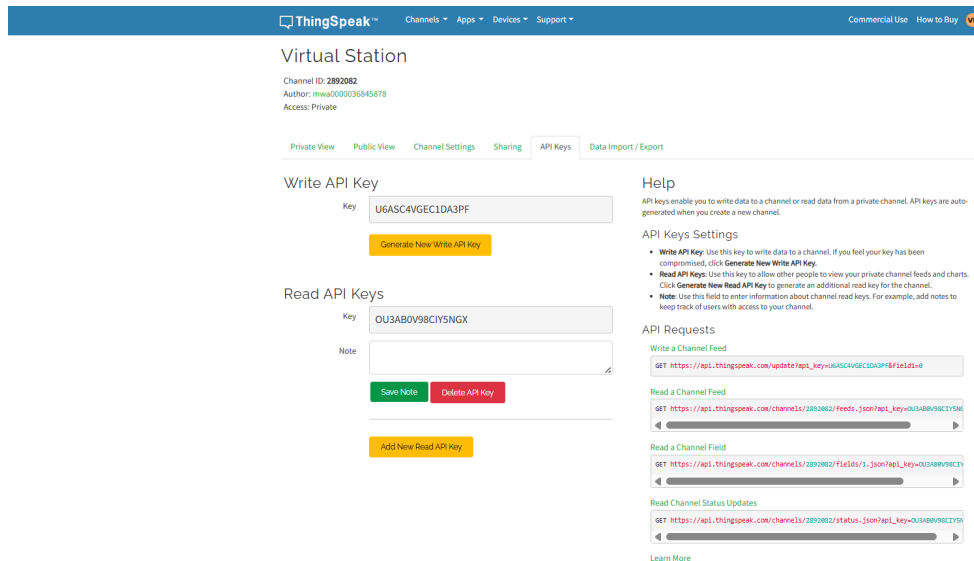 ThingSpeak™ Channels Apps Devices Support Commercial Use How to Buy
Virtual Station
Channel ID: 2892082
Author: mwa0000036845878
Access: Private
Private View Public View Channel Settings Sharing API Keys Data Import / Export
Write API Key
Key U6ASC4VGEC1DA3PF
Generate New Write API Key
Read API Keys
Key OU3AB0V98CIY5NGX
Note
Save Note Delete API Key
Add New Read API Key
Help
API keys enable you to write data to a channel or read data from a private channel. API keys are auto-
generated when you create a new channel.
API Keys Settings
• Write API Key: Use this key to write data to a channel. If you feel your key has been
compromised, click Generate New Write API Key.
• Read API Keys: Use this key to allow other people to view your private channel feeds and charts.
Click Generate New Read API Key to generate an additional read key for the channel.
• Note: Use this field to enter information about channel read keys. For example, add notes to
keep track of users with access to your channel.
API Requests
Write a Channel Feed
GET https://api.thingspeak.com/update?api_key=U6ASC4VGEC1DA3PF&field1=0
Read a Channel Feed
GET https://api.thingspeak.com/channels/2892082/feeds.json?api_key=OU3AB0V98CIY5NG
Read a Channel Field
GET https://api.thingspeak.com/channels/2892082/fields/1.json?api_key=OU3AB0V98CIY
Read Channel Status Updates
GET https://api.thingspeak.com/channels/2892082/status.json?api_key=OU3AB0V98CIY5N
Learn More